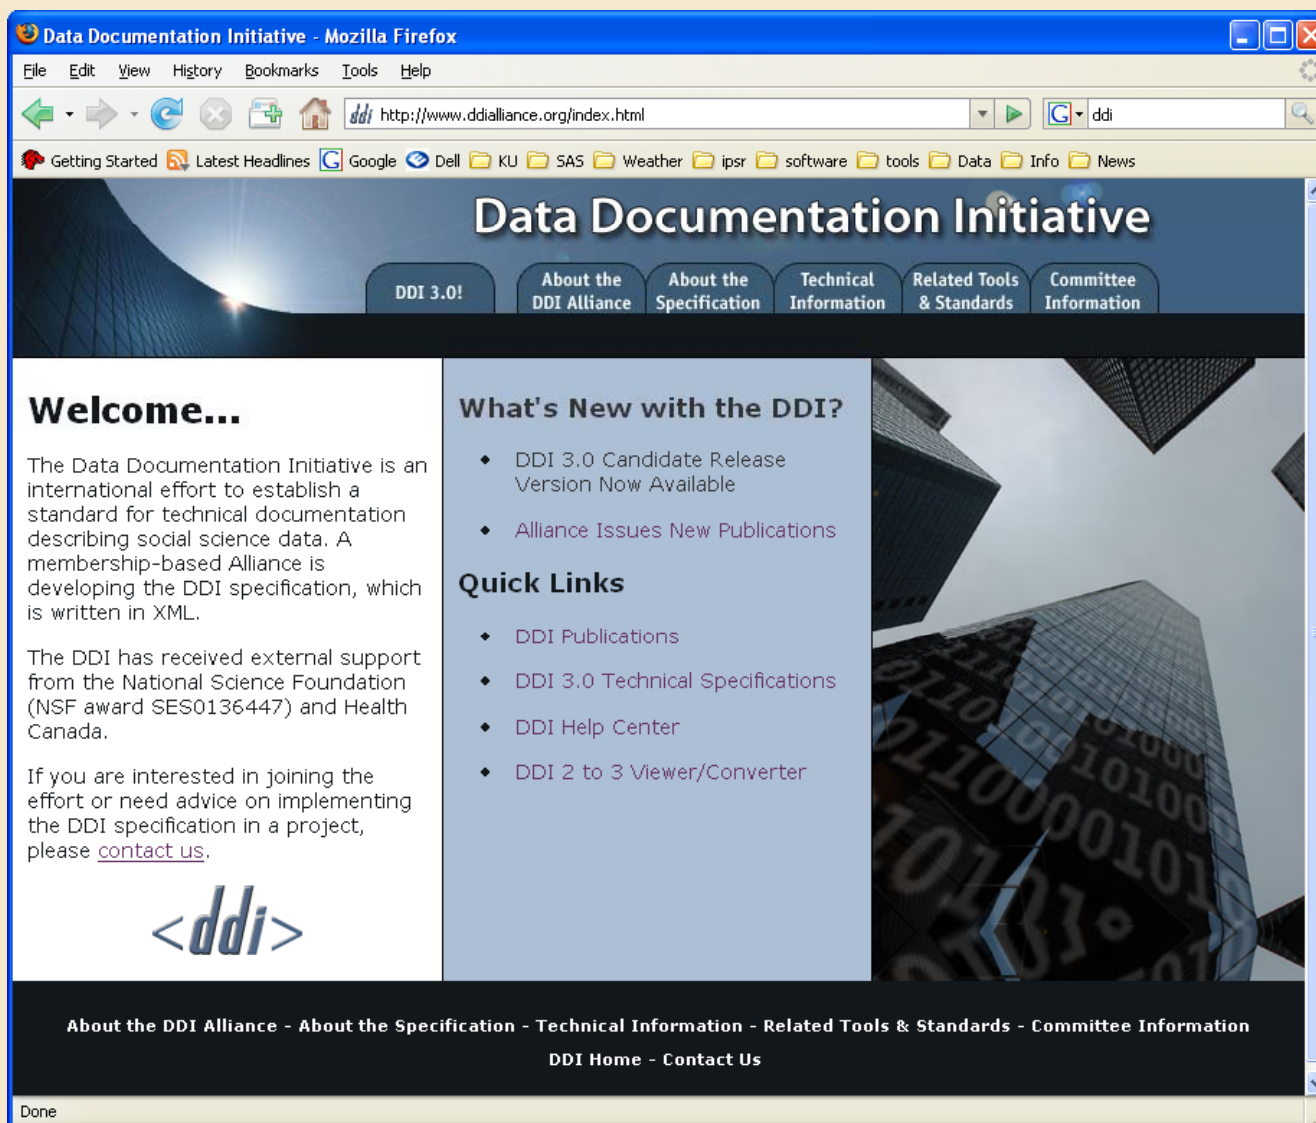 Data Documentation Initiative - Mozilla Firefox
File Edit View History Bookmarks Tools Help
ddi http://www.ddialliance.org/index.html G ddi
Getting Started Latest Headlines G Google Dell KU SAS Weather ipsr software tools Data Info News
Data Documentation Initiative
DDI 3.0!
About the
DDI Alliance
About the
Specification
Technical
Information
Related Tools
& Standards
Committee
Information
Welcome...
The Data Documentation Initiative is an
international effort to establish a
standard for technical documentation
describing social science data. A
membership-based Alliance is
developing the DDI specification, which
is written in XML.
The DDI has received external support
from the National Science Foundation
(NSF award SES0136447) and Health
Canada.
If you are interested in joining the
effort or need advice on implementing
the DDI specification in a project,
please contact us.
<ddi>
What's New with the DDI?
DDI 3.0 Candidate Release
Version Now Available
Alliance Issues New Publications
Quick Links
DDI Publications
DDI 3.0 Technical Specifications
DDI Help Center
DDI 2 to 3 Viewer/Converter
About the DDI Alliance - About the Specification - Technical Information - Related Tools & Standards - Committee Information
DDI Home - Contact Us
Done